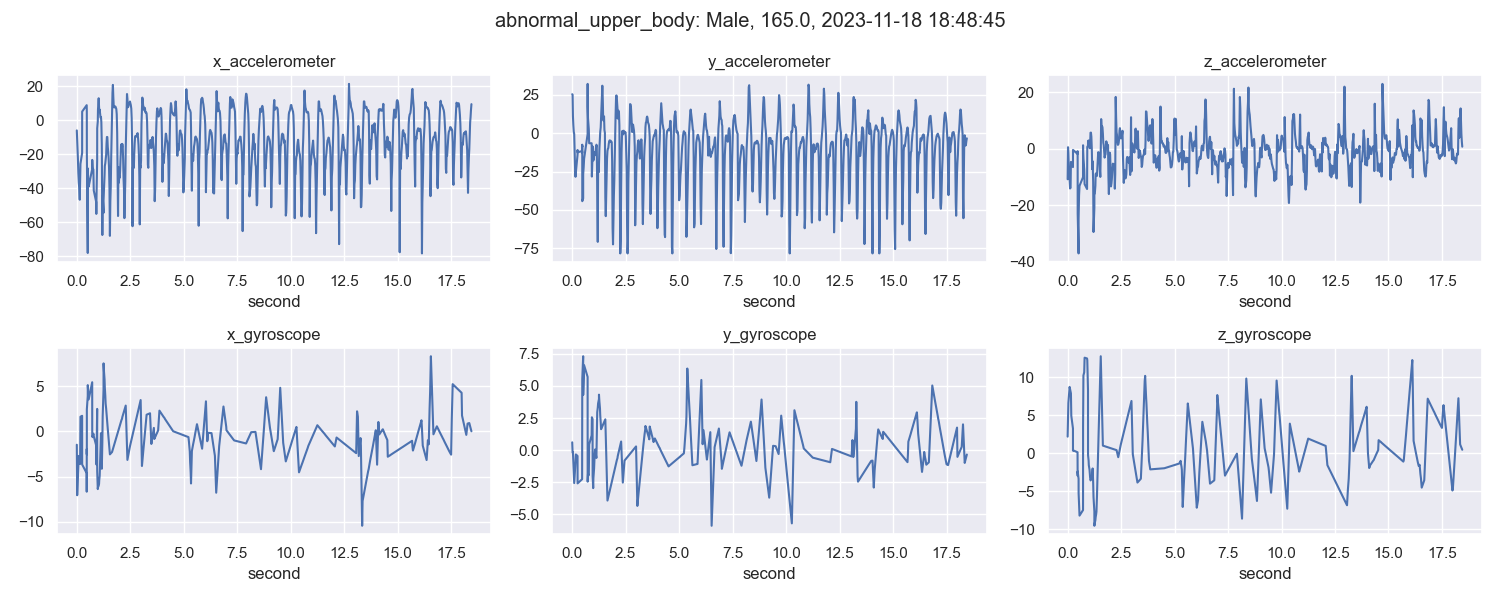 abnormal_upper_body: Male, 165.0, 2023-11-18 18:48:45
x_accelerometer
20
0
−20
−40
−60
−80
0.0 2.5 5.0 7.5 10.0 12.5 15.0 17.5
second
y_accelerometer
25
0
−25
−50
−75
0.0 2.5 5.0 7.5 10.0 12.5 15.0 17.5
second
z_accelerometer
20
0
−20
−40
0.0 2.5 5.0 7.5 10.0 12.5 15.0 17.5
second
x_gyroscope
5
0
−5
−10
0.0 2.5 5.0 7.5 10.0 12.5 15.0 17.5
second
y_gyroscope
7.5
5.0
2.5
0.0
−2.5
−5.0
0.0 2.5 5.0 7.5 10.0 12.5 15.0 17.5
second
z_gyroscope
10
5
0
−5
−10
0.0 2.5 5.0 7.5 10.0 12.5 15.0 17.5
second